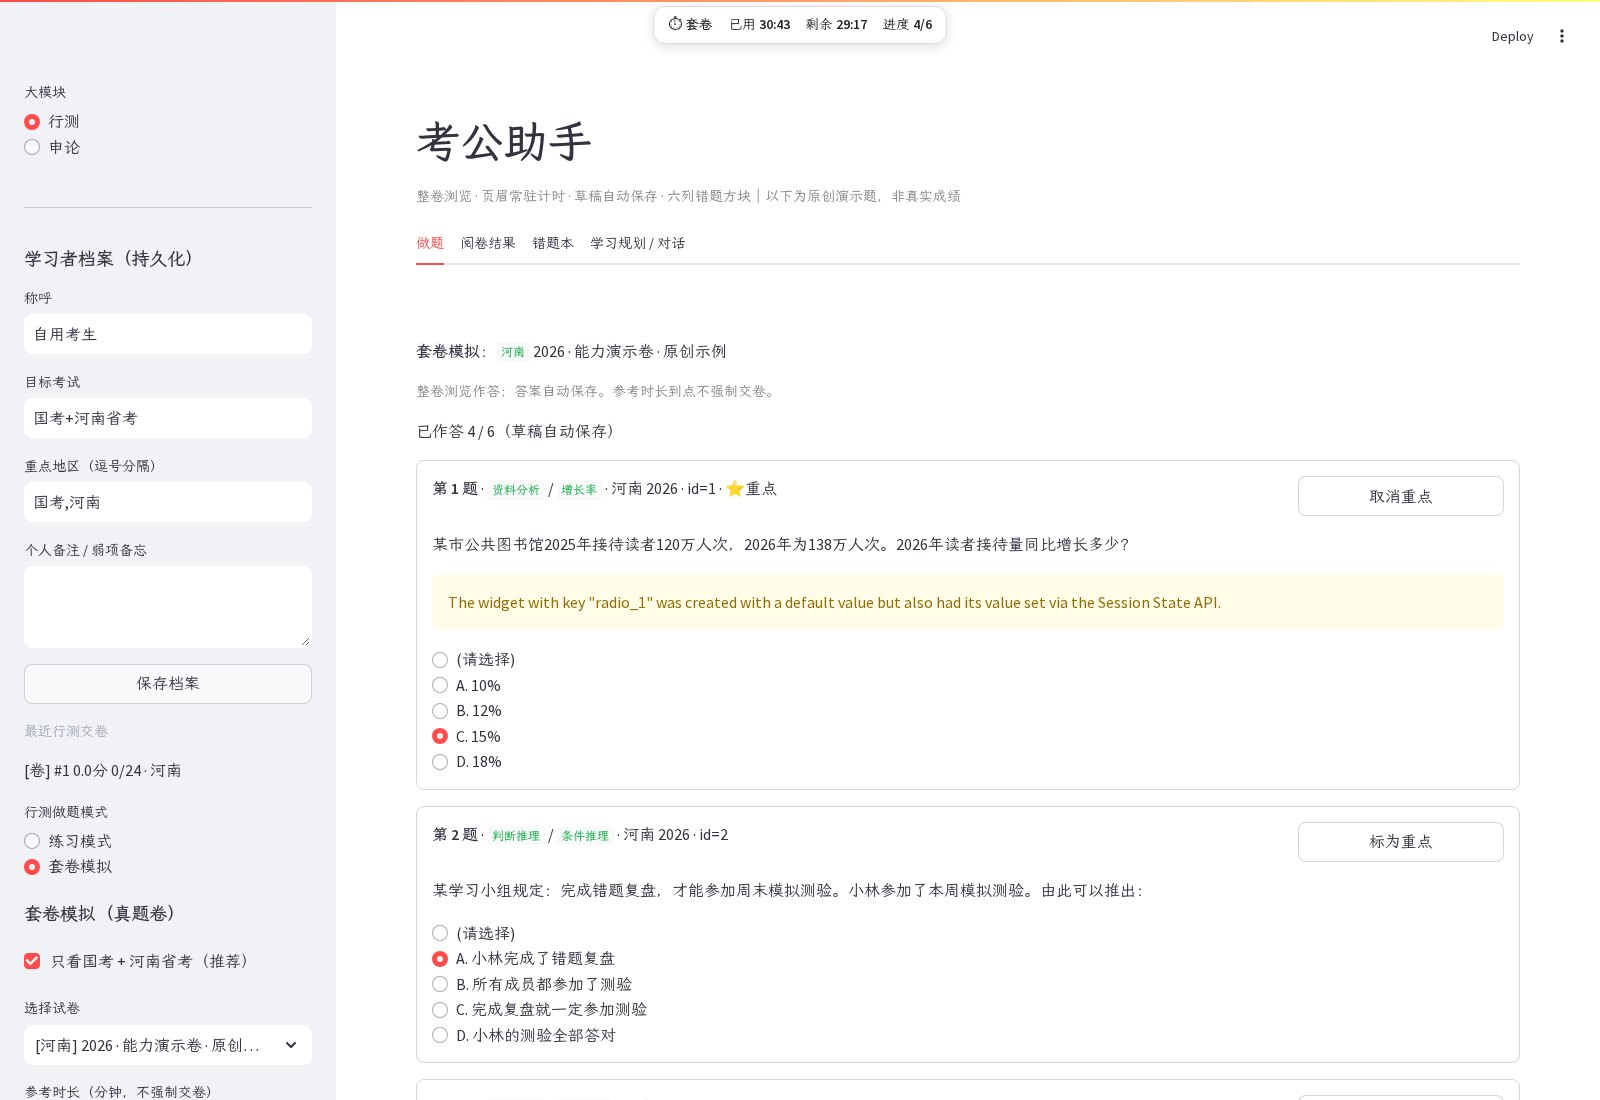 ⏱ 套卷 已用 30:43 剩余 29:17 进度 4/6
Deploy
大模块
行测
申论
学习者档案（持久化）
称呼
自用考生
目标考试
国考+河南省考
重点地区（逗号分隔）
国考,河南
个人备注 / 弱项备忘
保存档案
最近行测交卷
[卷] #1 0.0分 0/24 · 河南
行测做题模式
练习模式
套卷模拟
套卷模拟（真题卷）
只看国考 + 河南省考（推荐）
选择试卷
[河南] 2026 · 能力演示卷 · 原创…
参考时长（分钟，不强制交卷）
考公助手
整卷浏览 · 页眉常驻计时 · 草稿自动保存 · 六列错题方块｜以下为原创演示题，非真实成绩
做题 阅卷结果 错题本 学习规划 / 对话
套卷模拟： 河南 2026 · 能力演示卷 · 原创示例
整卷浏览作答；答案自动保存。参考时长到点不强制交卷。
已作答 4 / 6（草稿自动保存）
第 1 题 · 资料分析 / 增长率 · 河南 2026 · id=1 · ⭐重点
取消重点
某市公共图书馆2025年接待读者120万人次，2026年为138万人次。2026年读者接待量同比增长多少？
The widget with key "radio_1" was created with a default value but also had its value set via the Session State API.
(请选择)
A. 10%
B. 12%
C. 15%
D. 18%
第 2 题 · 判断推理 / 条件推理 · 河南 2026 · id=2
标为重点
某学习小组规定：完成错题复盘，才能参加周末模拟测验。小林参加了本周模拟测验。由此可以推出：
(请选择)
A. 小林完成了错题复盘
B. 所有成员都参加了测验
C. 完成复盘就一定参加测验
D. 小林的测验全部答对